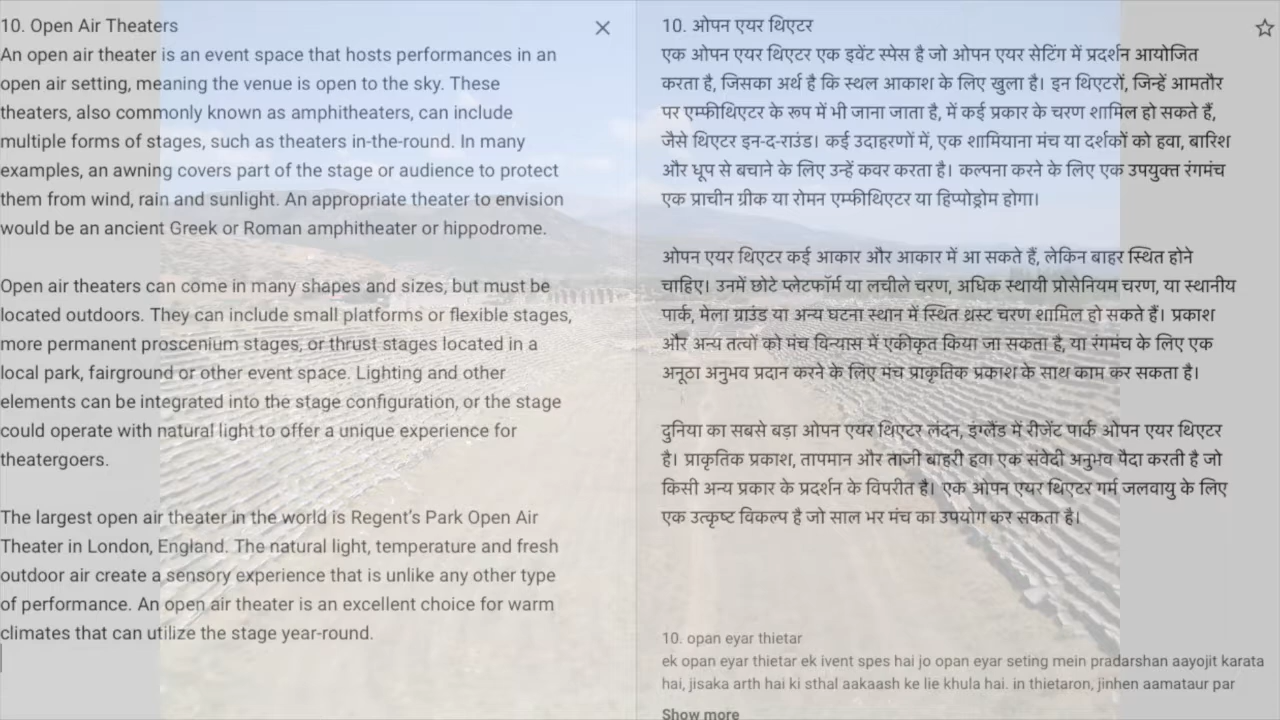 10. Open Air Theaters
An open air theater is an event space that hosts performances in an
open air setting, meaning the venue is open to the sky. These
theaters, also commonly known as amphitheaters, can include
multiple forms of stages, such as theaters in-the-round. In many
examples, an awning covers part of the stage or audience to protect
them from wind, rain and sunlight. An appropriate theater to envision
would be an ancient Greek or Roman amphitheater or hippodrome.
Open air theaters can come in many shapes and sizes, but must be
located outdoors. They can include small platforms or flexible stages,
more permanent proscenium stages, or thrust stages located in a
local park, fairground or other event space. Lighting and other
elements can be integrated into the stage configuration, or the stage
could operate with natural light to offer a unique experience for
theatergoers.
The largest open air theater in the world is Regent's Park Open Air
Theater in London, England. The natural light, temperature and fresh
outdoor air create a sensory experience that is unlike any other type
of performance. An open air theater is an excellent choice for warm
climates that can utilize the stage year-round.
10. ओपन एयर थिएटर
एक ओपन एयर थिएटर एक इवेंट स्पेस है जो ओपन एयर सेटिंग में प्रदर्शन आयोजित
करता है, जिसका अर्थ है कि स्थल आकाश के लिए खुला है। इन थिएटरों, जिन्हें आमतौर
पर एम्फीथिएटर के रूप में भी जाना जाता है, में कई प्रकार के चरण शामिल हो सकते हैं,
जैसे थिएटर इन-द-राउंड। कई उदाहरणों में, एक शामियाना मंच या दर्शकों को हवा, बारिश
और धूप से बचाने के लिए उन्हें कवर करता है। कल्पना करने के लिए एक उपयुक्त रंगमंच
एक प्राचीन ग्रीक या रोमन एम्फीथिएटर या हिप्पोड्रोम होगा।
ओपन एयर थिएटर कई आकार और आकार में आ सकते हैं, लेकिन बाहर स्थित होने
चाहिए। उनमें छोटे प्लेटफॉर्म या लचीले चरण, अधिक स्थायी प्रोसेनियम चरण, या स्थानीय
पार्क, मेला ग्राउंड या अन्य घटना स्थान में स्थित थ्रस्ट चरण शामिल हो सकते हैं। प्रकाश
और अन्य तत्वों को मंच विन्यास में एकीकृत किया जा सकता है, या रंगमंच के लिए एक
अनूठा अनुभव प्रदान करने के लिए मंच प्राकृतिक प्रकाश के साथ काम कर सकता है।
दुनिया का सबसे बड़ा ओपन एयर थिएटर लंदन, इंग्लैंड में रीजेंट पार्क ओपन एयर थिएटर
है। प्राकृतिक प्रकाश, तापमान और ताजी बाहरी हवा एक संवेदी अनुभव पैदा करती है जो
किसी अन्य प्रकार के प्रदर्शन के विपरीत है। एक ओपन एयर थिएटर गर्म जलवायु के लिए
एक उत्कृष्ट विकल्प है जो साल भर मंच का उपयोग कर सकता है।
10. opan eyar thietar
ek opan eyar thietar ek ivent spes hai jo opan eyar seting mein pradarshan aayojit karata
hai, jisaka arth hai ki sthal aakaash ke lie khula hai. in thietaron, jinhen aamataur par
Show more